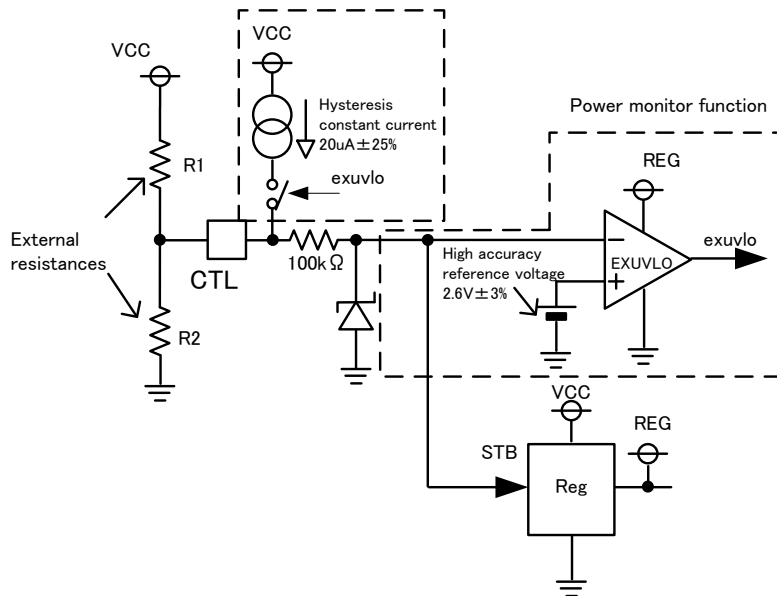 VCC
VCC
Hysteresis
constant current
20uA±25%
Power monitor function
R1
exuvlo
REG
External
resistances
CTL
100kΩ
High accuracy
reference voltage
2.6V±3%
−
EXUVLO
+
exuvlo
R2
VCC
REG
STB
Reg